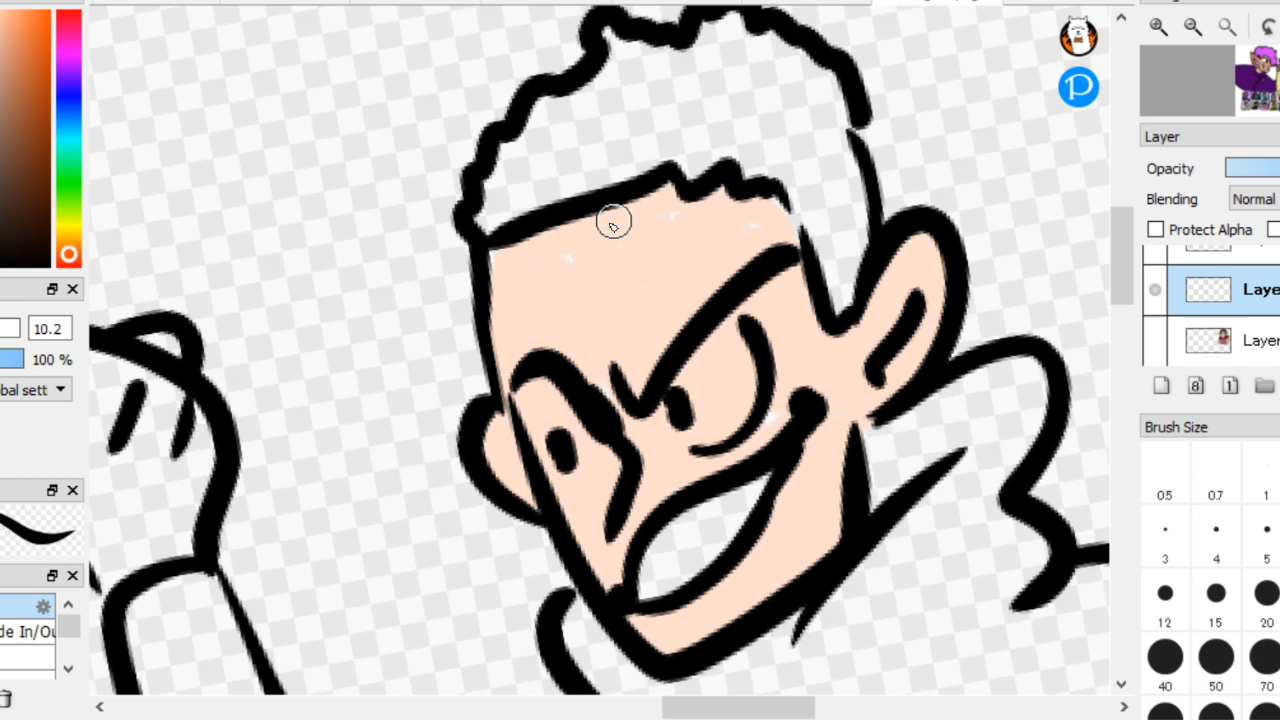 Layer
Opacity
Blending Normal
Protect Alpha
10.2
100 %
Laye
bal sett
Layer
Brush Size
0.5 0.7 1
3 4 5
de In/Ou
12 15 20
40 50 70